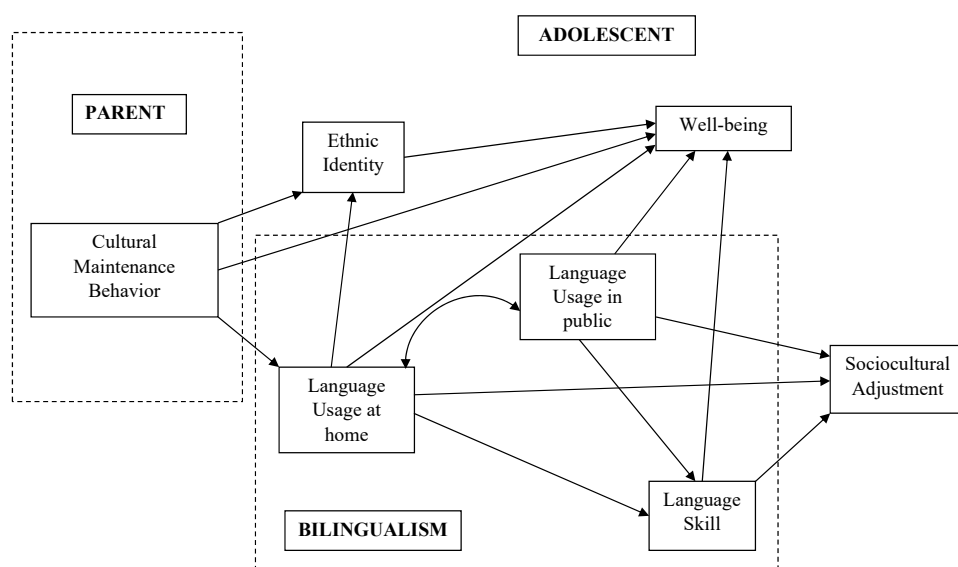 ADOLESCENT
PARENT
Ethnic
Identity
Well-being
Cultural
Maintenance
Behavior
Language
Usage in
public
Language
Usage at
home
Sociocultural
Adjustment
Language
Skill
BILINGUALISM